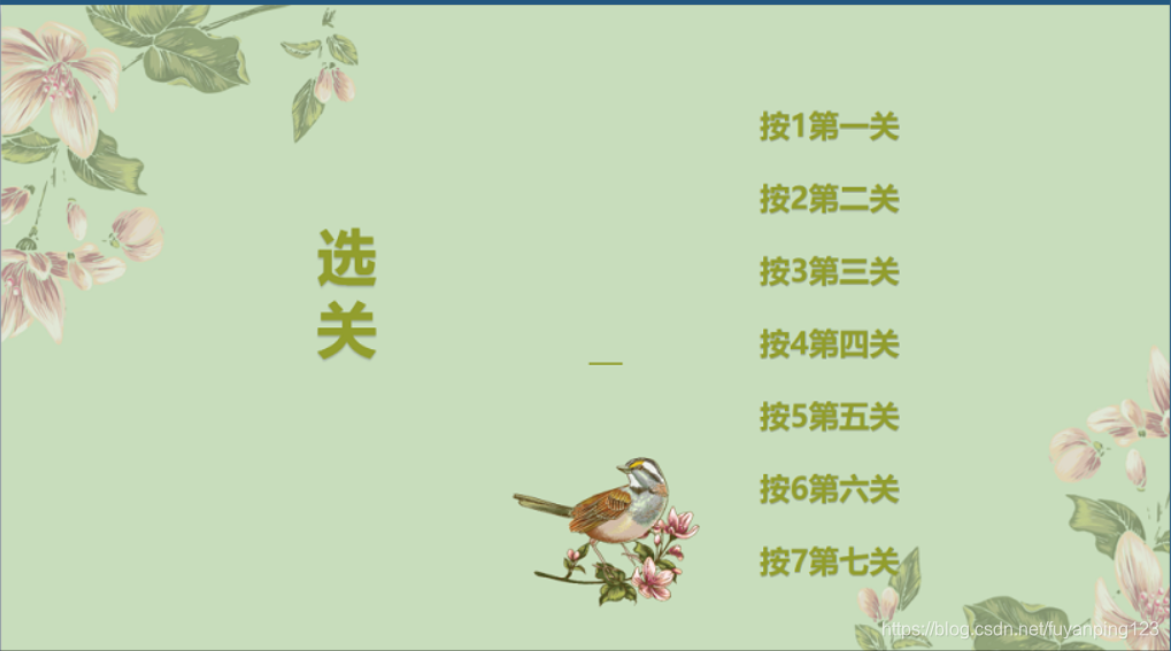 选
关
按1第一关
按2第二关
按3第三关
按4第四关
按5第五关
按6第六关
按7第七关
https://blog.csdn.net/fuyanping123